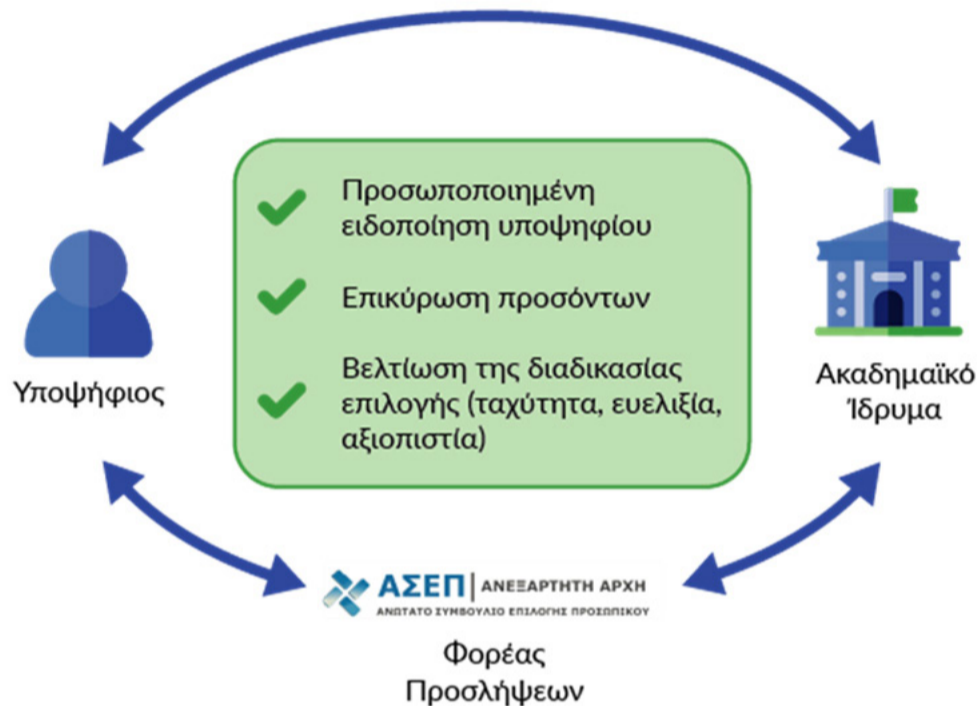 Προσωποποιημένη
ειδοποίηση υποψηφίου
Επικύρωση προσόντων
Βελτίωση της διαδικασίας
επιλογής (ταχύτητα, ευελιξία,
αξιοπιστία)
Υποψήφιος
Ακαδημαϊκό
Ίδρυμα
ΑΣΕΠ | ΑΝΕΞΑΡΤΗΤΗ ΑΡΧΗ
ΑΝΩΤΑΤΟ ΣΥΜΒΟΥΛΙΟ ΕΠΙΛΟΓΗΣ ΠΡΟΣΩΠΙΚΟΥ
Φορέας
Προσλήψεων